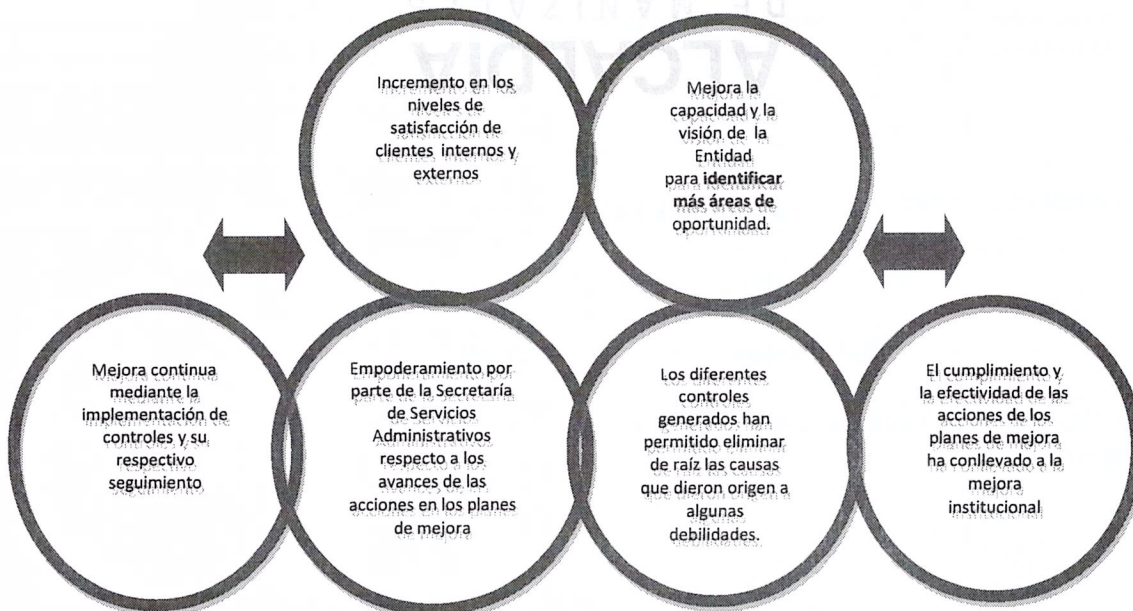 Incremento en los
niveles de
satisfacción de
clientes internos y
externos
Mejora la
capacidad y la
visión de la
Entidad
para identificar
más áreas de
oportunidad.
Mejora continua
mediante la
implementación de
controles y su
respectivo
seguimiento
Empoderamiento por
parte de la Secretaría
de Servicios
Administrativos
respecto a los
avances de las
acciones en los planes
de mejora
Los diferentes
controles
generados han
permitido eliminar
de raíz las causas
que dieron origen a
algunas
debilidades.
El cumplimiento y
la efectividad de las
acciones de los
planes de mejora
ha conllevado a la
mejora
institucional